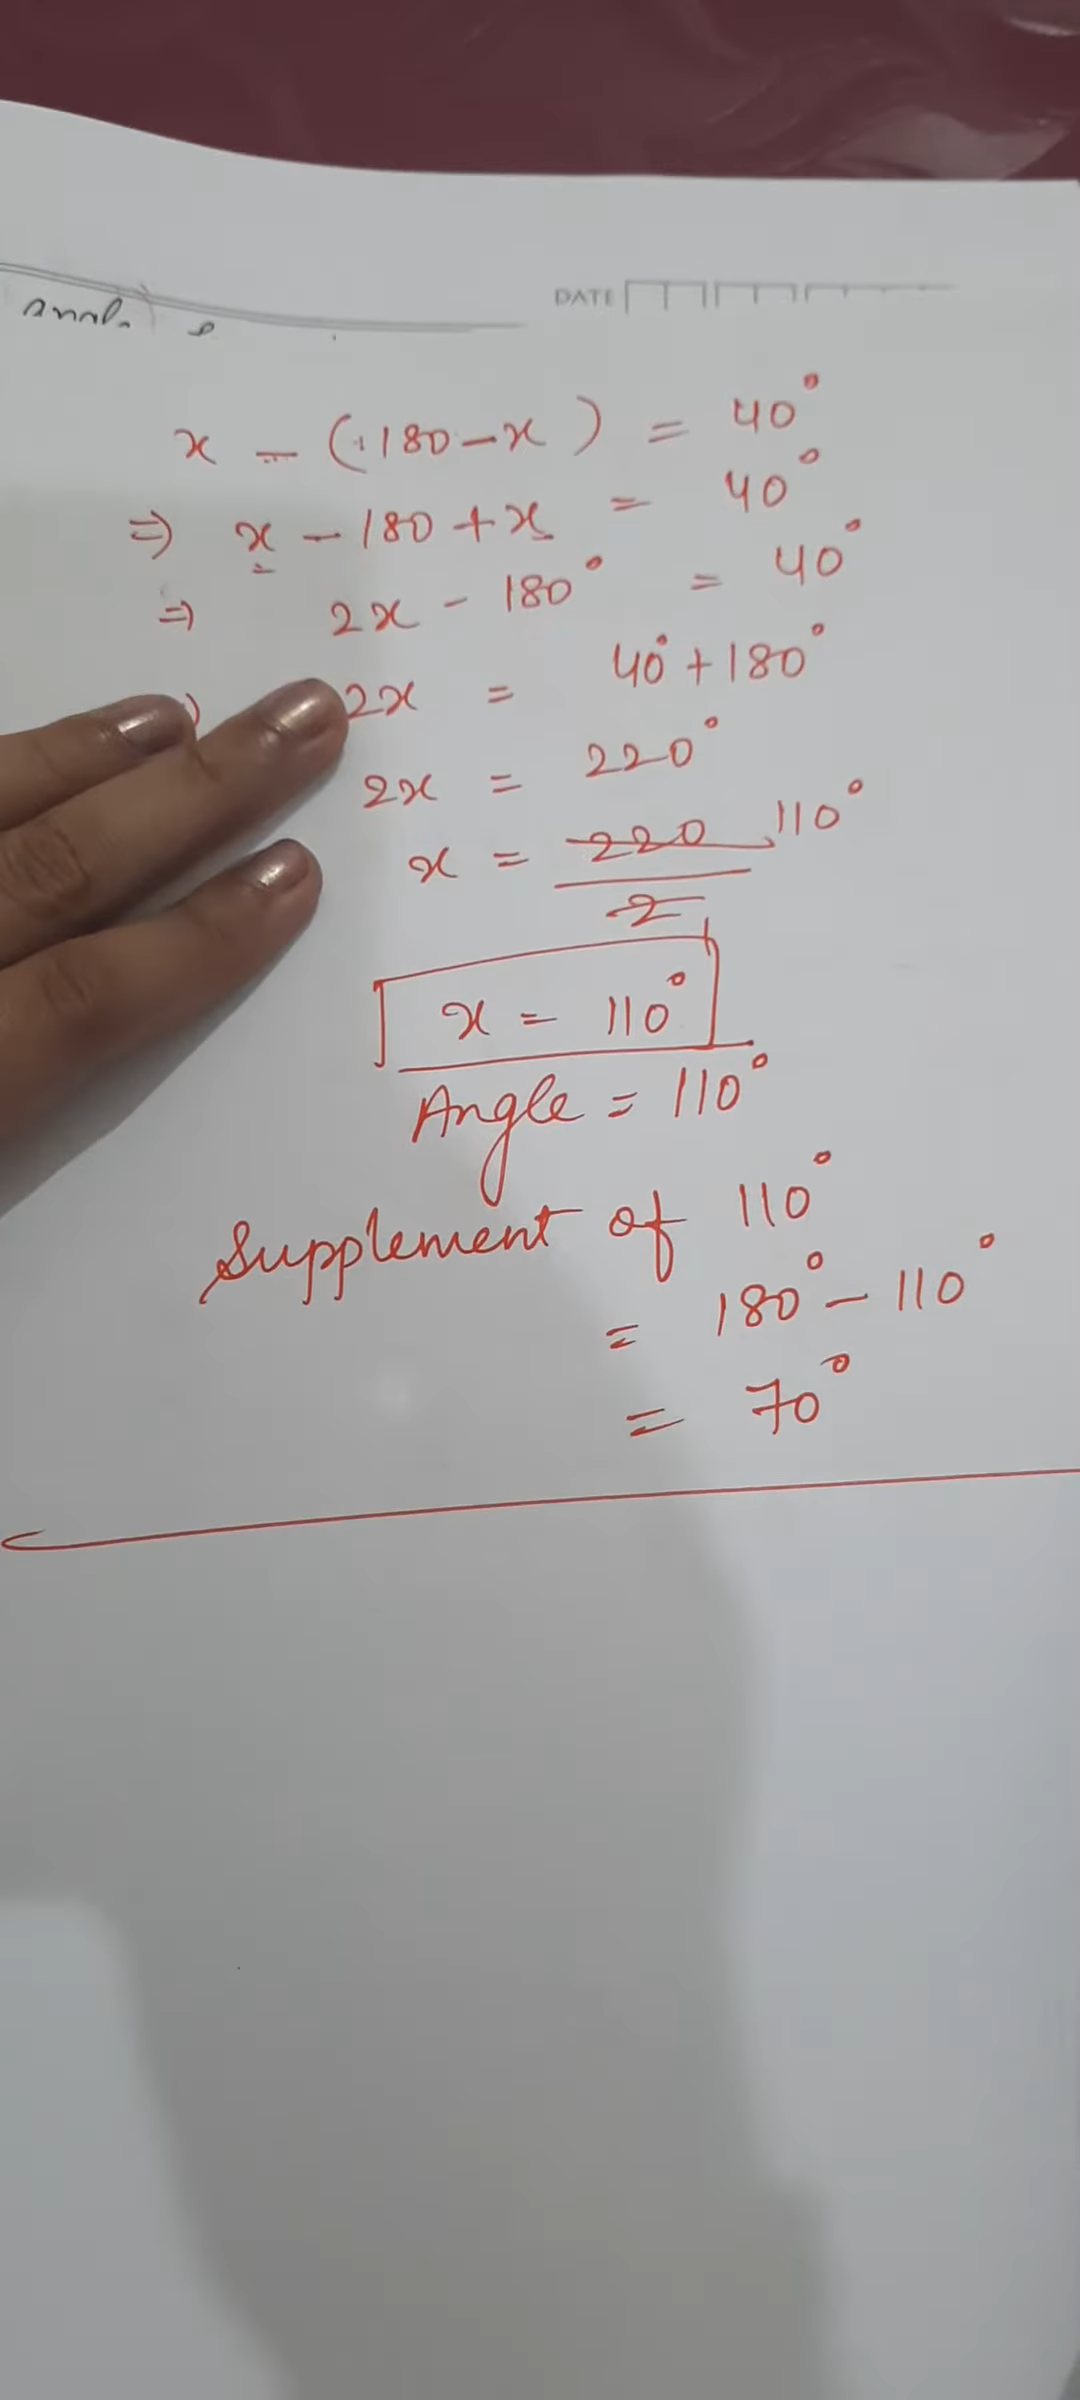 DATE
x - (180 - x) = 40°
⇒ x - 180 + x = 40°
⇒ 2x - 180° = 40°
2x = 40° + 180°
2x = 220°
x = 220/2 110°
x = 110°
Angle = 110°
Supplement of 110°
= 180° - 110°
= 70°